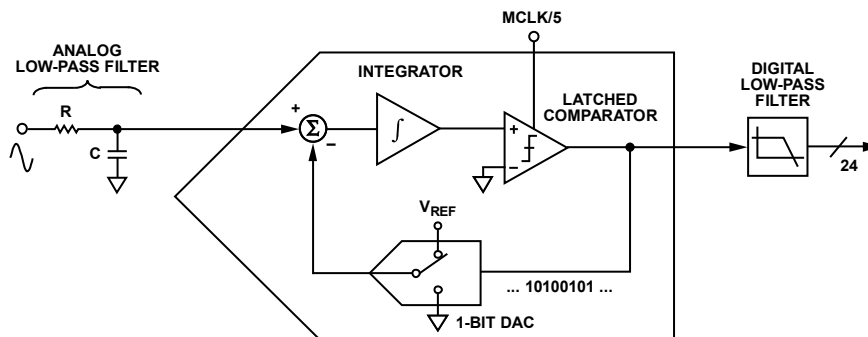 MCLK/5
ANALOG
LOW-PASS FILTER
INTEGRATOR
DIGITAL
LOW-PASS
FILTER
LATCHED
COMPARATOR
R
+
Σ
–
∫
+
–
C
24
VREF
... 10100101 ...
1-BIT DAC